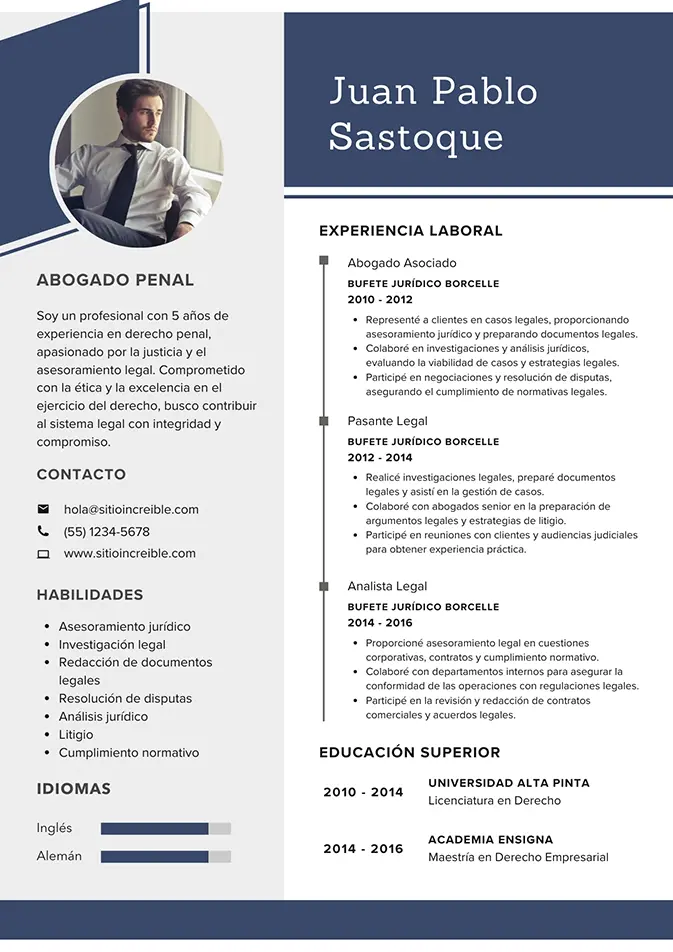 Juan Pablo
Sastoque
ABOGADO PENAL
Soy un profesional con 5 años de
experiencia en derecho penal,
apasionado por la justicia y el
asesoramiento legal. Comprometido
con la ética y la excelencia en el
ejercicio del derecho, busco contribuir
al sistema legal con integridad y
compromiso.
CONTACTO
hola@sitioincreible.com
(55) 1234-5678
www.sitioincreible.com
HABILIDADES
• Asesoramiento jurídico
• Investigación legal
• Redacción de documentos
legales
• Resolución de disputas
• Análisis jurídico
• Litigio
• Cumplimiento normativo
IDIOMAS
Inglés
Alemán
EXPERIENCIA LABORAL
Abogado Asociado
BUFETE JURÍDICO BORCELLE
2010 - 2012
• Representé a clientes en casos legales, proporcionando
asesoramiento jurídico y preparando documentos legales.
• Colaboré en investigaciones y análisis jurídicos,
evaluando la viabilidad de casos y estrategias legales.
• Participé en negociaciones y resolución de disputas,
asegurando el cumplimiento de normativas legales.
Pasante Legal
BUFETE JURÍDICO BORCELLE
2012 - 2014
• Realicé investigaciones legales, preparé documentos
legales y asistí en la gestión de casos.
• Colaboré con abogados senior en la preparación de
argumentos legales y estrategias de litigio.
• Participé en reuniones con clientes y audiencias judiciales
para obtener experiencia práctica.
Analista Legal
BUFETE JURÍDICO BORCELLE
2014 - 2016
• Proporcioné asesoramiento legal en cuestiones
corporativas, contratos y cumplimiento normativo.
• Colaboré con departamentos internos para asegurar la
conformidad de las operaciones con regulaciones legales.
• Participé en la revisión y redacción de contratos
comerciales y acuerdos legales.
EDUCACIÓN SUPERIOR
2010 - 2014
UNIVERSIDAD ALTA PINTA
Licenciatura en Derecho
2014 - 2016
ACADEMIA ENSIGNA
Maestría en Derecho Empresarial